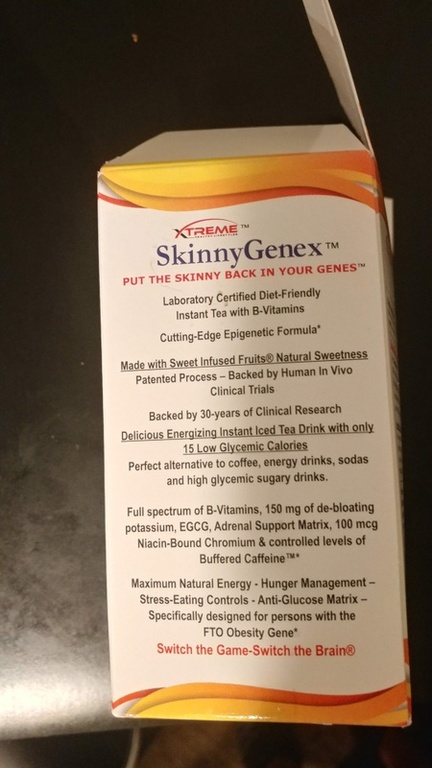 XTREME™
SkinnyGenex™
PUT THE SKINNY BACK IN YOUR GENES™
Laboratory Certified Diet-Friendly
Instant Tea with B-Vitamins
Cutting-Edge Epigenetic Formula*
Made with Sweet Infused Fruits® Natural Sweetness
Patented Process – Backed by Human In Vivo
Clinical Trials
Backed by 30-years of Clinical Research
Delicious Energizing Instant Iced Tea Drink with only
15 Low Glycemic Calories
Perfect alternative to coffee, energy drinks, sodas
and high glycemic sugary drinks.
Full spectrum of B-Vitamins, 150 mg of de-bloating
potassium, EGCG, Adrenal Support Matrix, 100 mcg
Niacin-Bound Chromium & controlled levels of
Buffered Caffeine™*
Maximum Natural Energy - Hunger Management –
Stress-Eating Controls - Anti-Glucose Matrix –
Specifically designed for persons with the
FTO Obesity Gene*
Switch the Game-Switch the Brain®